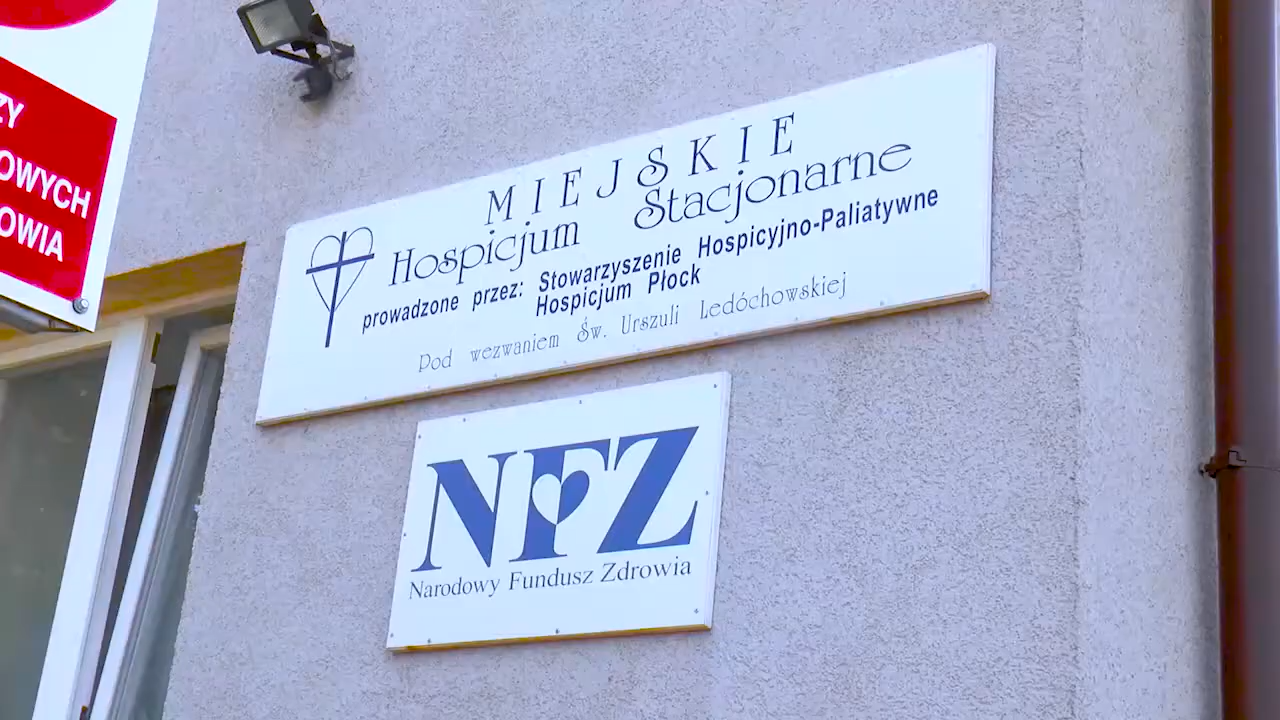 OWYCH
OWIA
MIEJSKIE
Hospicjum Stacjonarne
prowadzone przez: Stowarzyszenie Hospicyjno-Paliatywne
Hospicjum Płock
Pod wezwaniem Św. Urszuli Ledóchowskiej
NFZ
Narodowy Fundusz Zdrowia